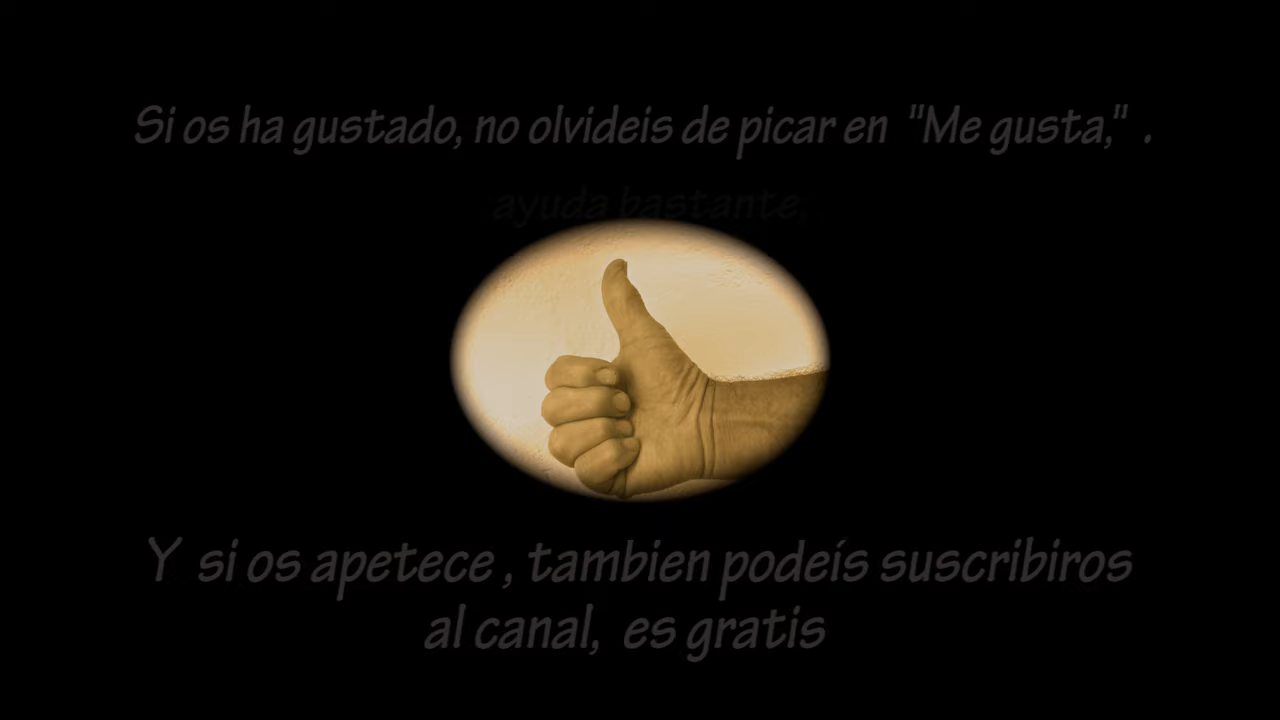 Si os ha gustado, no olvideis de picar en "Me gusta," .
ayuda bastante,
Y si os apetece , tambien podeís suscribiros
al canal, es gratis